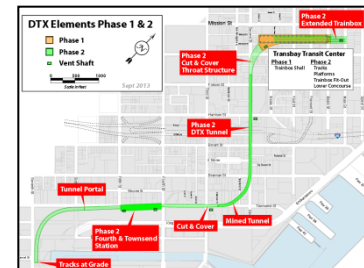 DTX Elements Phase 1 & 2
Phase 1
Phase 2
Vent Shaft
Scale in feet
Sept 2013
Mission St
Phase 2
Extended Trainbox
Transbay Transit Center
Phase 1
Trainbox Shell
Phase 2
Tracks
Platforms
Trainbox Fit-Out
Lower Concourse
Phase 2
Cut & Cover
Throat Structure
Phase 2
DTX Tunnel
Tunnel Portal
Phase 2
Fourth & Townsend
Station
Cut & Cover
Mined Tunnel
Tracks at Grade